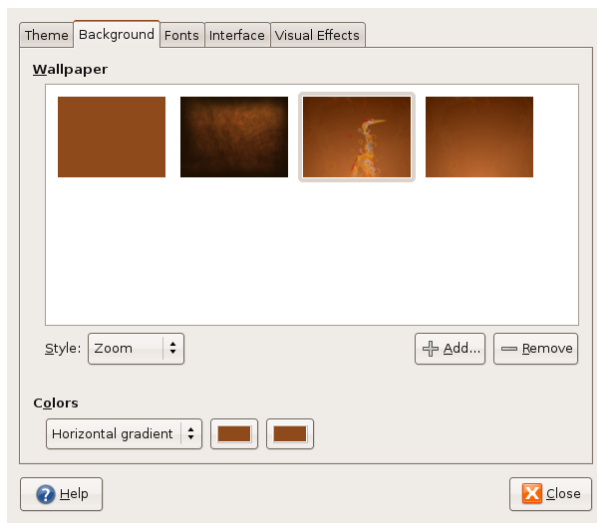 Theme Background Fonts Interface Visual Effects
Wallpaper
Style: Zoom Add... Remove
Colors
Horizontal gradient
Help Close